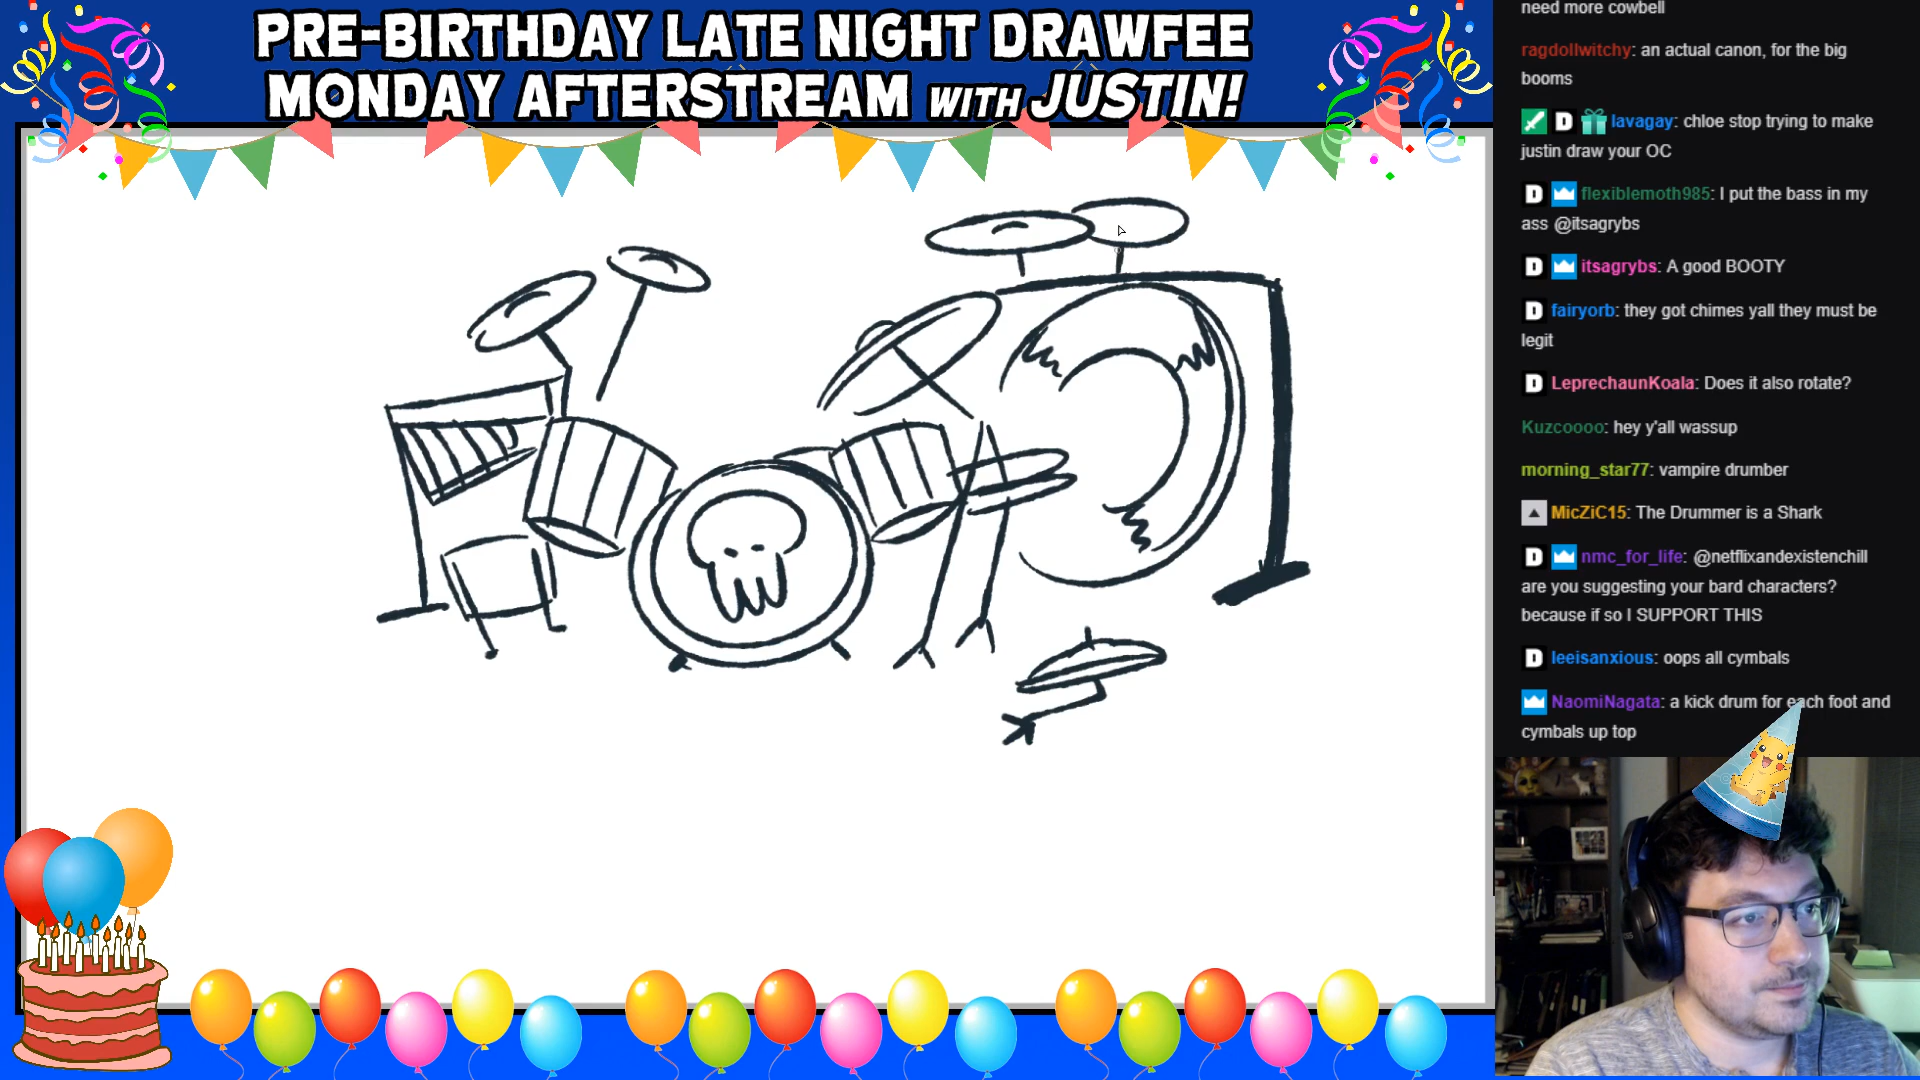 PRE-BIRTHDAY LATE NIGHT DRAWFEE
MONDAY AFTERSTREAM WITH JUSTIN!
need more cowbell
ragdollwitchy: an actual canon, for the big
booms
D lavagay: chloe stop trying to make
justin draw your OC
D flexiblemoth985: I put the bass in my
ass @itsagrybs
D itsagrybs: A good BOOTY
D fairyorb: they got chimes yall they must be
legit
D LeprechaunKoala: Does it also rotate?
Kuzcoooo: hey y'all wassup
morning_star77: vampire drumber
MicZiC15: The Drummer is a Shark
D nmc_for_life: @netflixandexistenchill
are you suggesting your bard characters?
because if so I SUPPORT THIS
D leeisanxious: oops all cymbals
NaomiNagata: a kick drum for each foot and
cymbals up top